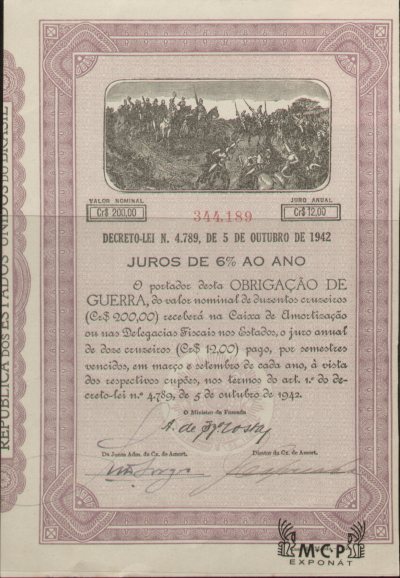 REPUBLICA DOS ESTADOS UNIDOS DO BRASIL
VALOR NOMINAL
Cr$ 200,00
344.189
JURO ANUAL
Cr$ 12,00
DECRETO-LEI N. 4.789, DE 5 DE OUTUBRO DE 1942
JUROS DE 6% AO ANO
O portador desta OBRIGAÇÃO DE
GUERRA, do valor nominal de duzentos cruzeiros
(Cr$ 200,00) receberá na Caixa de Amortização
ou nas Delegacias Fiscais nos Estados, o juro anual
de doze cruzeiros (Cr$ 12,00) pago, por semestres
vencidos, em março e setembro de cada ano, à vista
dos respectivos cupões, nos termos do art. 1.º do de-
creto-lei n.º 4.789, de 5 de outubro de 1942.
O Ministro da Fazenda
A. de Costa
Da Junta Adm. da Cx. de Amort.
Diretor da Cx. de Amort.
MCP
EXPONÁT